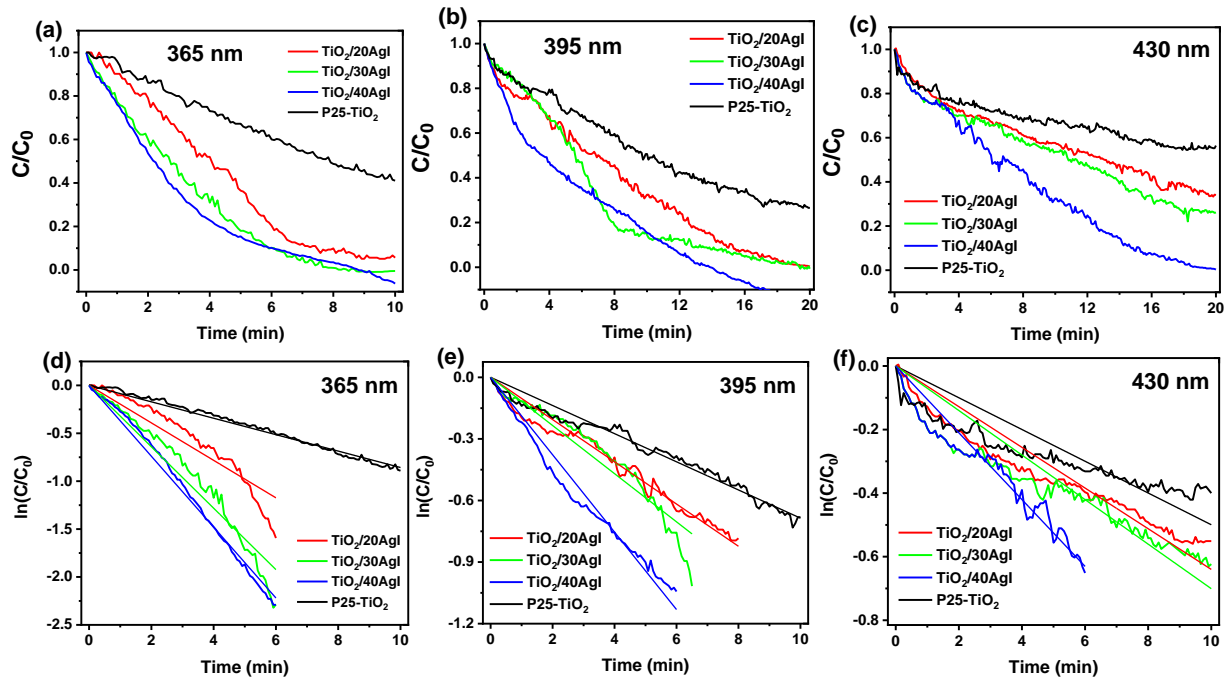 (a)
365 nm
TiO₂/20AgI
TiO₂/30AgI
TiO₂/40AgI
P25-TiO₂
C/C₀
1.0
0.8
0.6
0.4
0.2
0.0
0 2 4 6 8 10
Time (min)
(b)
395 nm
TiO₂/20AgI
TiO₂/30AgI
TiO₂/40AgI
P25-TiO₂
C/C₀
1.0
0.8
0.6
0.4
0.2
0.0
0 4 8 12 16 20
Time (min)
(c)
430 nm
C/C₀
1.0
0.8
0.6
0.4
0.2
0.0
TiO₂/20AgI
TiO₂/30AgI
TiO₂/40AgI
P25-TiO₂
0 4 8 12 16 20
Time (min)
(d)
365 nm
ln(C/C₀)
0.0
-0.5
-1.0
-1.5
-2.0
-2.5
TiO₂/20AgI
TiO₂/30AgI
TiO₂/40AgI
P25-TiO₂
0 2 4 6 8 10
Time (min)
(e)
395 nm
ln(C/C₀)
0.0
-0.3
-0.6
-0.9
-1.2
TiO₂/20AgI
TiO₂/30AgI
TiO₂/40AgI
P25-TiO₂
0 2 4 6 8 10
Time (min)
(f)
430 nm
ln(C/C₀)
0.0
-0.2
-0.4
-0.6
-0.8
TiO₂/20AgI
TiO₂/30AgI
TiO₂/40AgI
P25-TiO₂
0 2 4 6 8 10
Time (min)